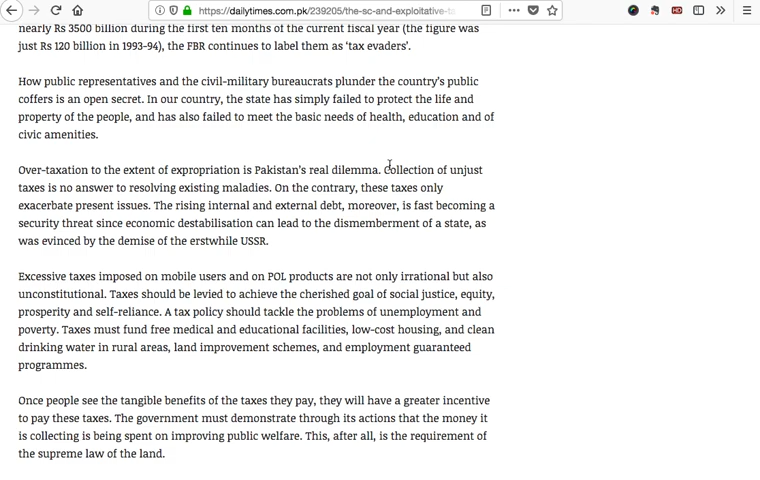 https://dailytimes.com.pk/239205/the-sc-and-exploitative-ta
nearly Rs 3500 billion during the first ten months of the current fiscal year (the figure was
just Rs 120 billion in 1993-94), the FBR continues to label them as ‘tax evaders’.
How public representatives and the civil-military bureaucrats plunder the country’s public
coffers is an open secret. In our country, the state has simply failed to protect the life and
property of the people, and has also failed to meet the basic needs of health, education and of
civic amenities.
Over-taxation to the extent of expropriation is Pakistan’s real dilemma. Collection of unjust
taxes is no answer to resolving existing maladies. On the contrary, these taxes only
exacerbate present issues. The rising internal and external debt, moreover, is fast becoming a
security threat since economic destabilisation can lead to the dismemberment of a state, as
was evinced by the demise of the erstwhile USSR.
Excessive taxes imposed on mobile users and on POL products are not only irrational but also
unconstitutional. Taxes should be levied to achieve the cherished goal of social justice, equity,
prosperity and self-reliance. A tax policy should tackle the problems of unemployment and
poverty. Taxes must fund free medical and educational facilities, low-cost housing, and clean
drinking water in rural areas, land improvement schemes, and employment guaranteed
programmes.
Once people see the tangible benefits of the taxes they pay, they will have a greater incentive
to pay these taxes. The government must demonstrate through its actions that the money it
is collecting is being spent on improving public welfare. This, after all, is the requirement of
the supreme law of the land.